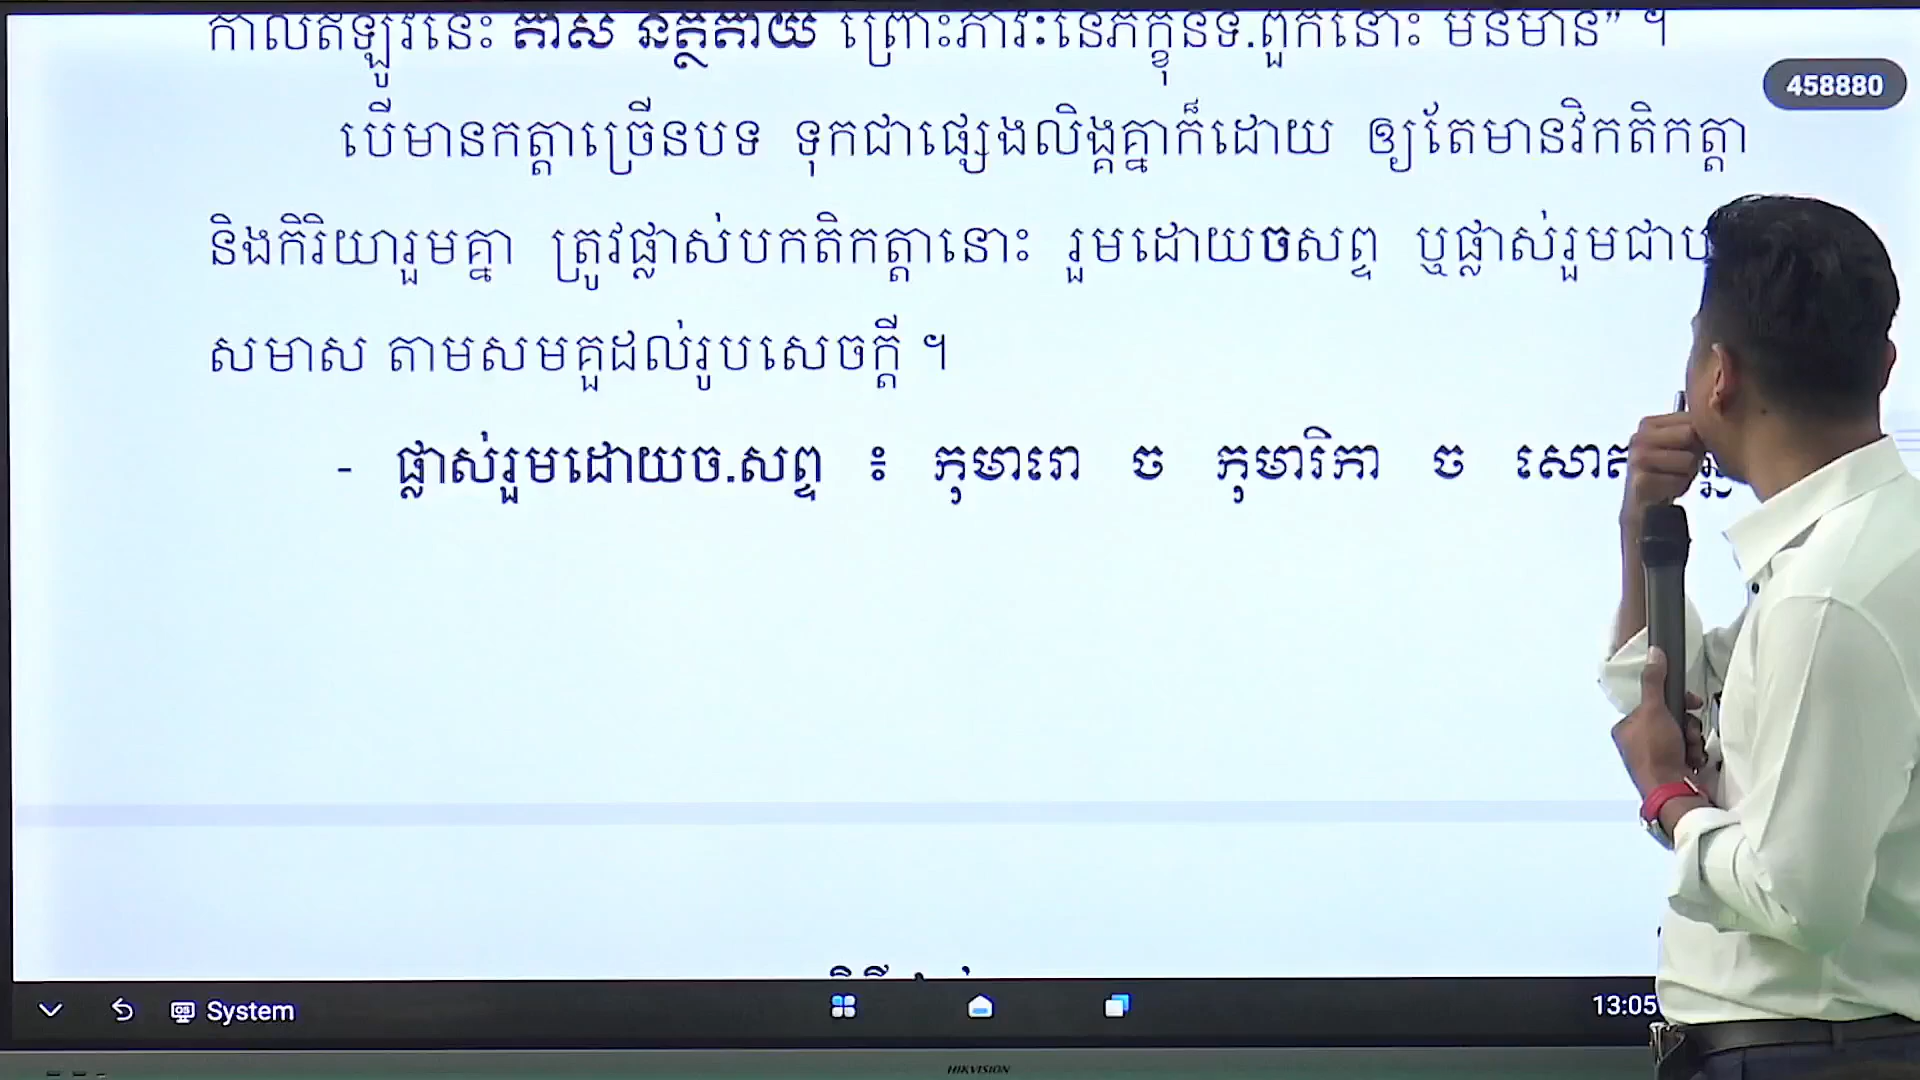 កាលឥឡូវនេះ តាស នត្ថតាយ ព្រោះភាវៈនៃភិក្ខុនីទ.ពួកនោះ មិនមាន” ។
458880
បើមានកត្តាច្រើនបទ ទុកជាផ្សេងលិង្គគ្នាក៏ដោយ ឲ្យតែមានវិកតិកត្តា
និងកិរិយារួមគ្នា ត្រូវផ្លាស់បកតិកត្តានោះ រួមដោយចសព្ទ ឬផ្លាស់រួមជាប
សមាស តាមសមគួដល់រូបសេចក្តី ។
- ផ្លាស់រួមដោយច.សព្ទ ៖ កុមារោ ច កុមារិកា ច
System
13:05
HIKVISION